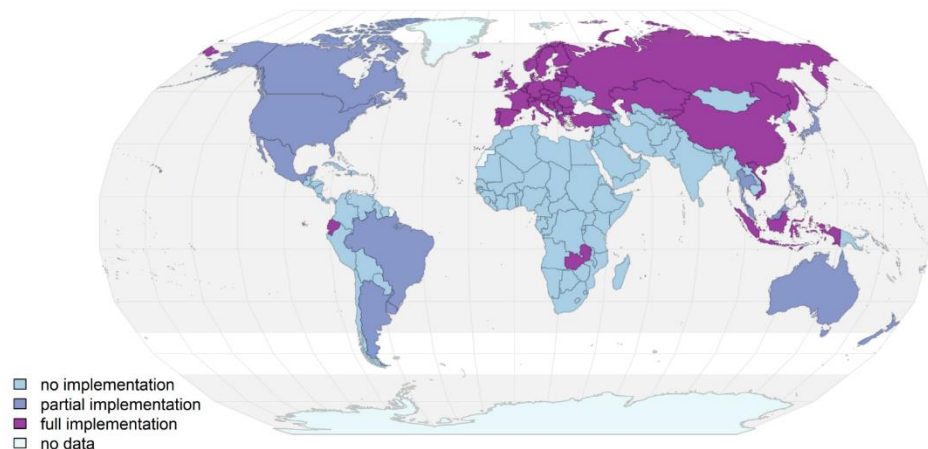 no implementation
partial implementation
full implementation
no data